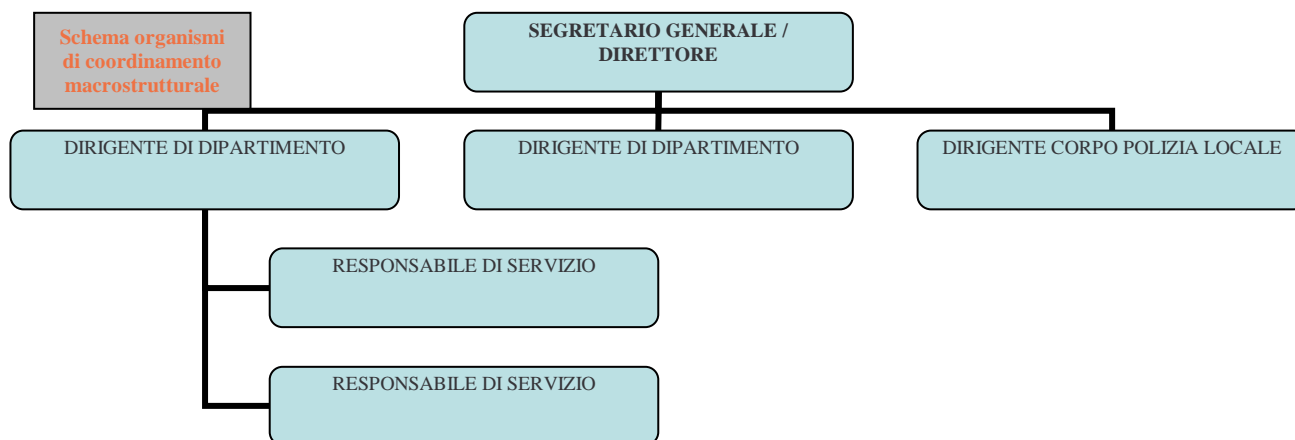 Schema organismi
di coordinamento
macrostrutturale
SEGRETARIO GENERALE /
DIRETTORE
DIRIGENTE DI DIPARTIMENTO
DIRIGENTE DI DIPARTIMENTO
DIRIGENTE CORPO POLIZIA LOCALE
RESPONSABILE DI SERVIZIO
RESPONSABILE DI SERVIZIO